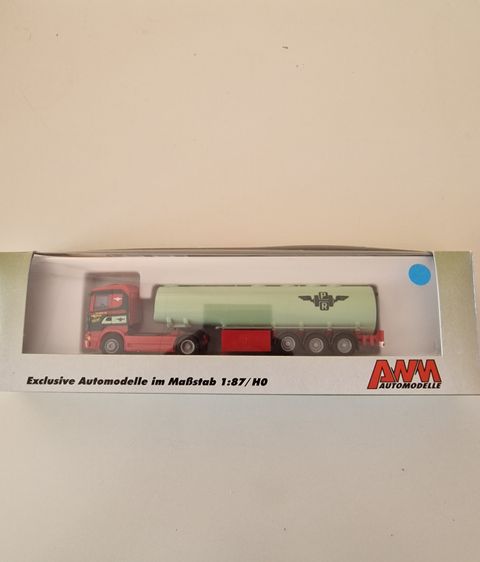 P
R
Exclusive Automodelle im Maßstab 1:87/H0
AWM
AUTOMODELLE